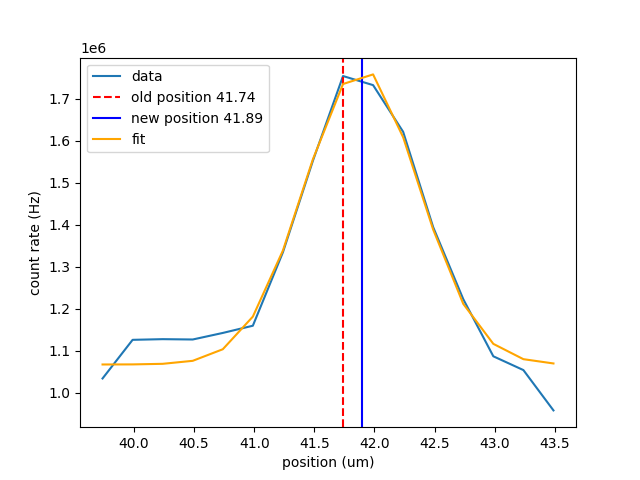 1e6
data
old position 41.74
new position 41.89
fit
1.7
1.6
1.5
1.4
1.3
1.2
1.1
1.0
count rate (Hz)
40.0 40.5 41.0 41.5 42.0 42.5 43.0 43.5
position (um)